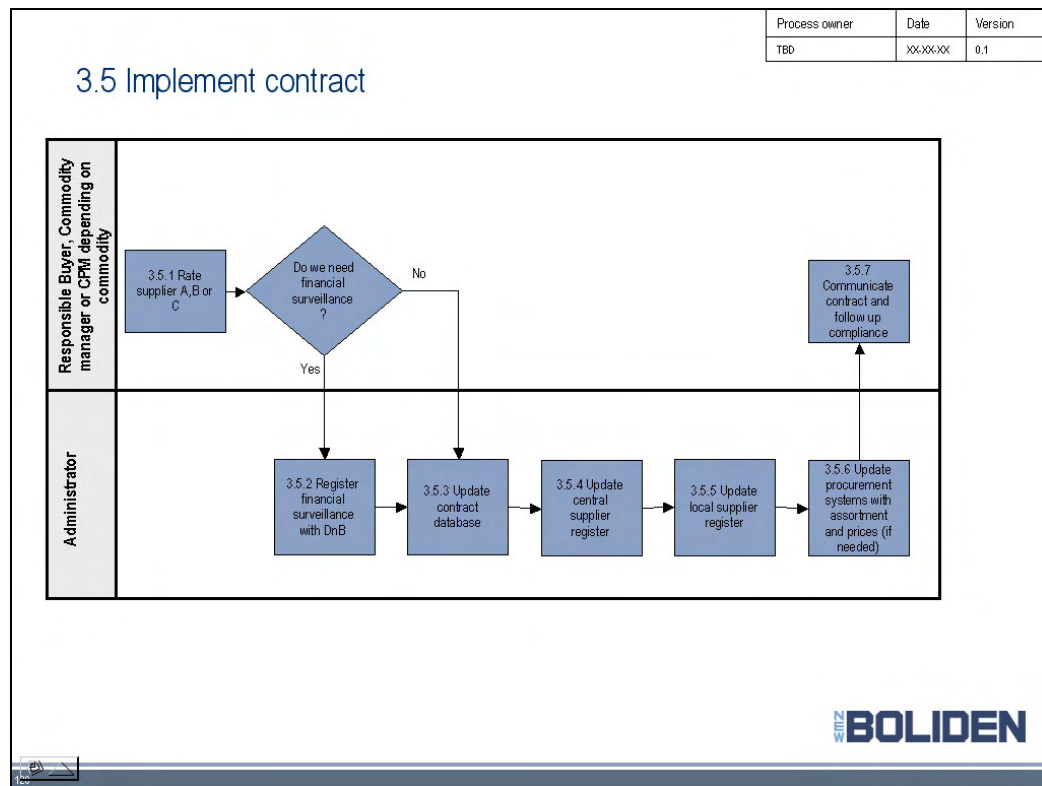 Process owner Date Version
TBD XX-XX-XX 0.1
3.5 Implement contract
Responsible Buyer, Commodity
manager or CPM depending on
commodity
3.5.1 Rate
supplier A,B or
C
Do we need
financial
surveillance
?
No
Yes
3.5.7
Communicate
contract and
follow up
compliance
Administrator
3.5.2 Register
financial
surveillance
with DnB
3.5.3 Update
contract
database
3.5.4 Update
central
supplier
register
3.5.5 Update
local supplier
register
3.5.6 Update
procurement
systems with
assortment
and prices (if
needed)
NEW BOLIDEN